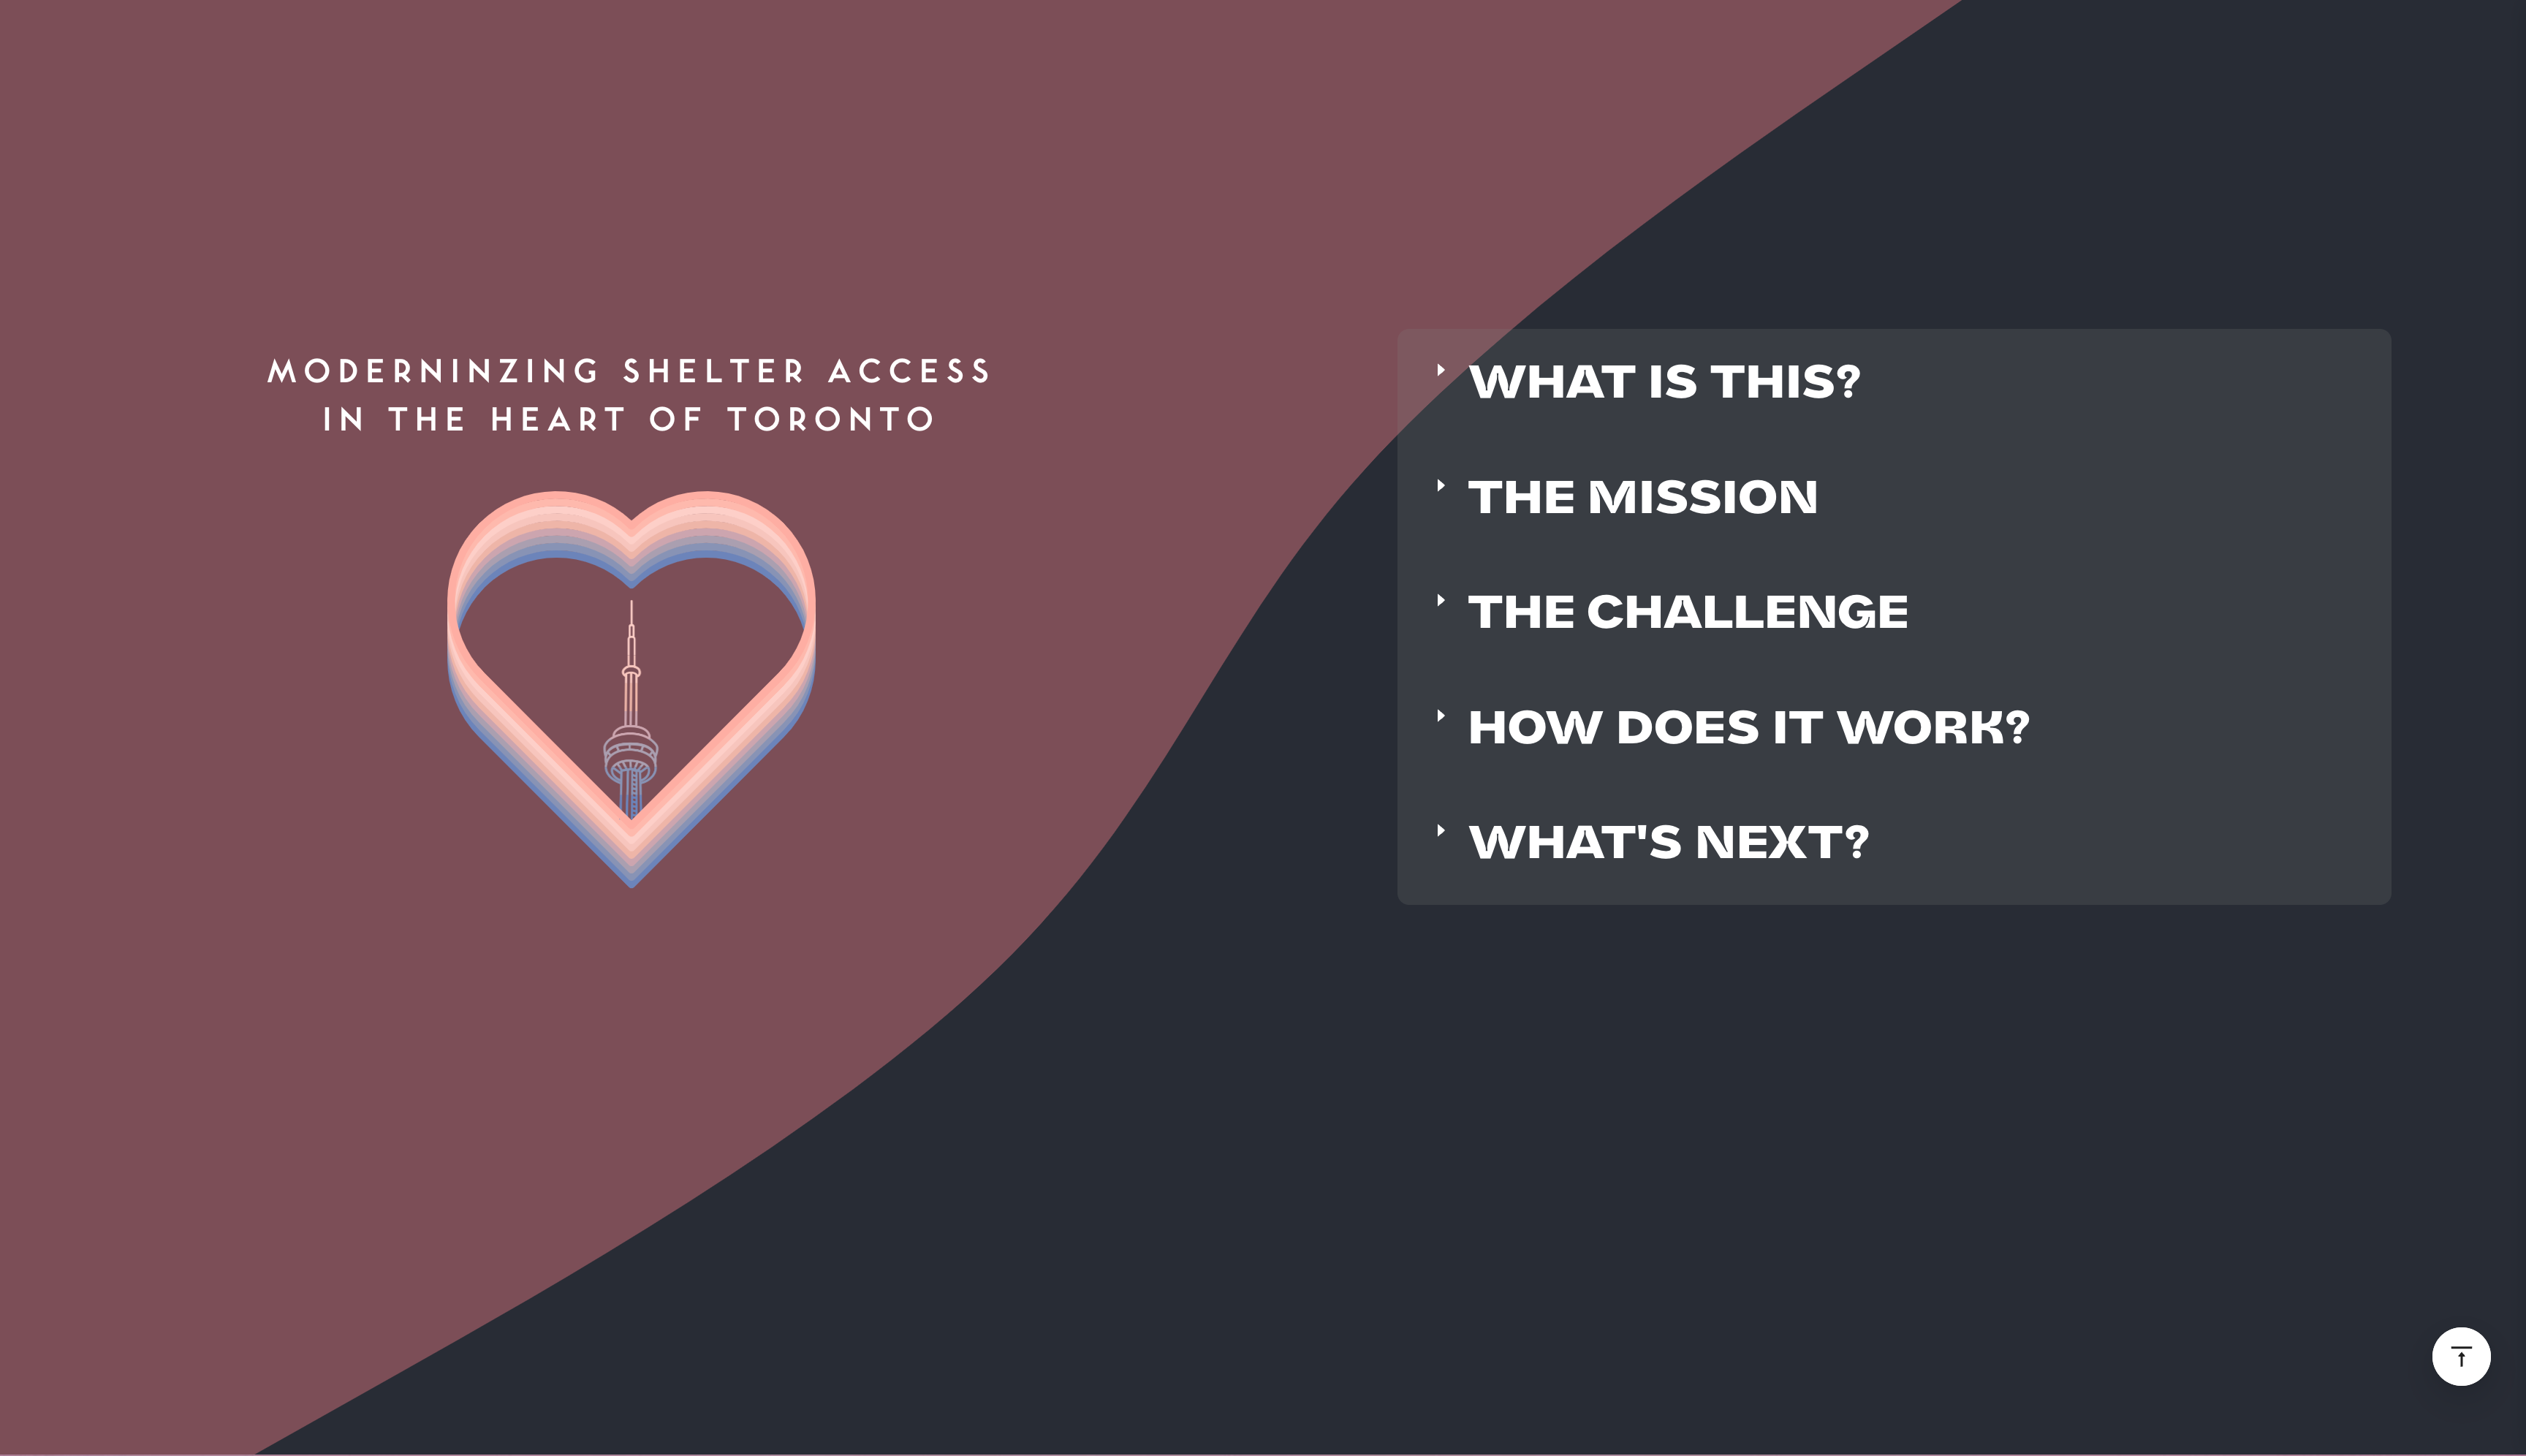 MODERNINZING SHELTER ACCESS
IN THE HEART OF TORONTO
WHAT IS THIS?
THE MISSION
THE CHALLENGE
HOW DOES IT WORK?
WHAT'S NEXT?